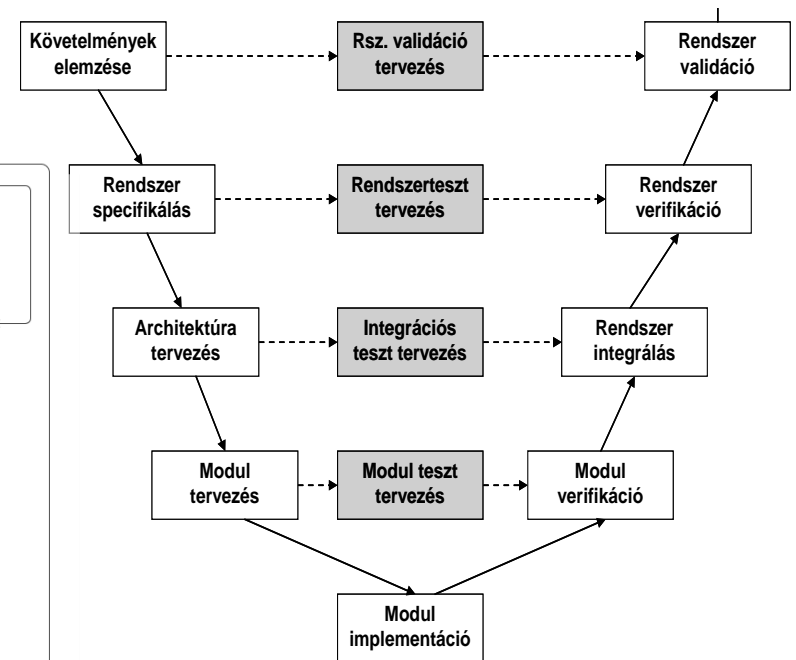 Követelmények
elemzése
Rsz. validáció
tervezés
Rendszer
validáció
Rendszer
specifikálás
Rendszerteszt
tervezés
Rendszer
verifikáció
Architektúra
tervezés
Integrációs
teszt tervezés
Rendszer
integrálás
Modul
tervezés
Modul teszt
tervezés
Modul
verifikáció
Modul
implementáció